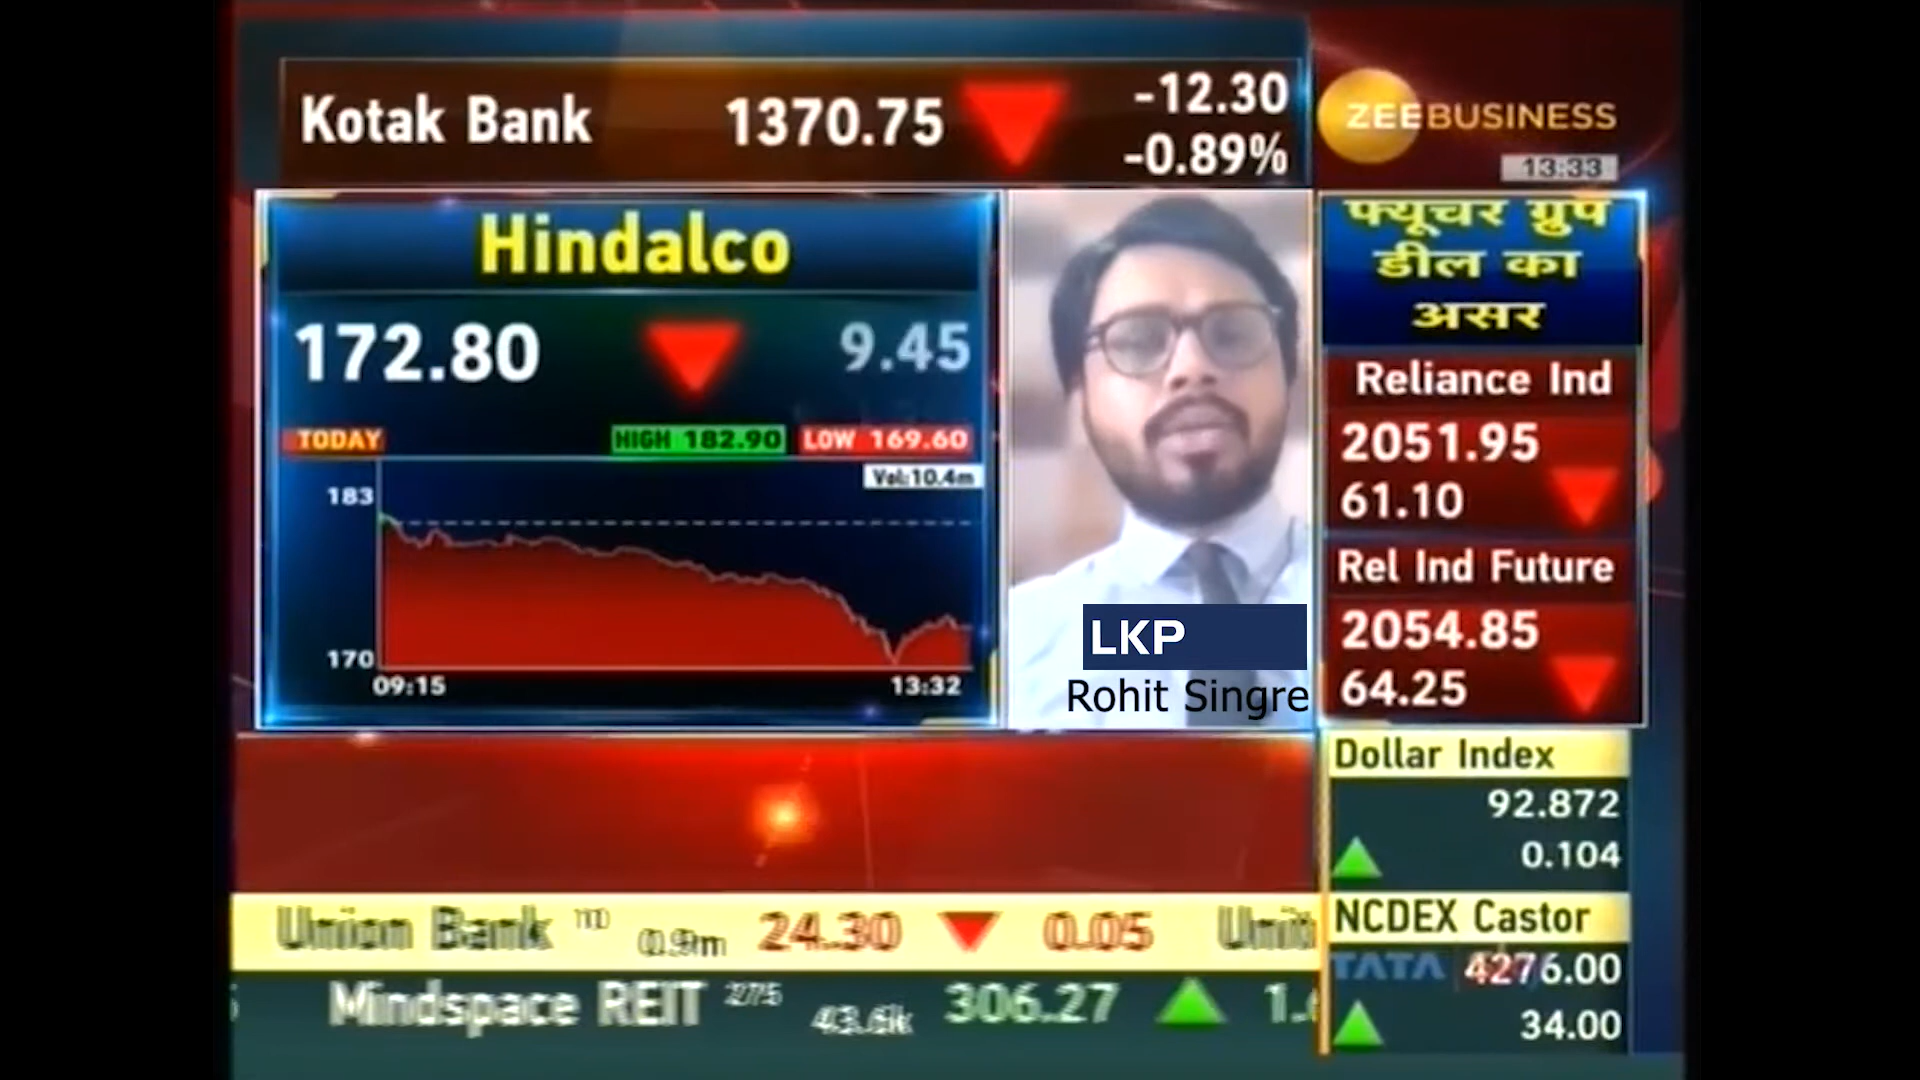 Kotak Bank 1370.75 -12.30
-0.89%
ZEEBUSINESS
13:33
Hindalco
172.80 9.45
TODAY HIGH 182.90 LOW 169.60
Vol:10.4m
183
170
09:15 13:32
LKP
Rohit Singre
फ्यूचर ग्रुप
डील का
असर
Reliance Ind
2051.95
61.10
Rel Ind Future
2054.85
64.25
Dollar Index
92.872
0.104
NCDEX Castor
TATA 4276.00
34.00
Union Bank 0.9m 24.30 0.05 Unit
Mindspace REIT 275 43.6k 306.27